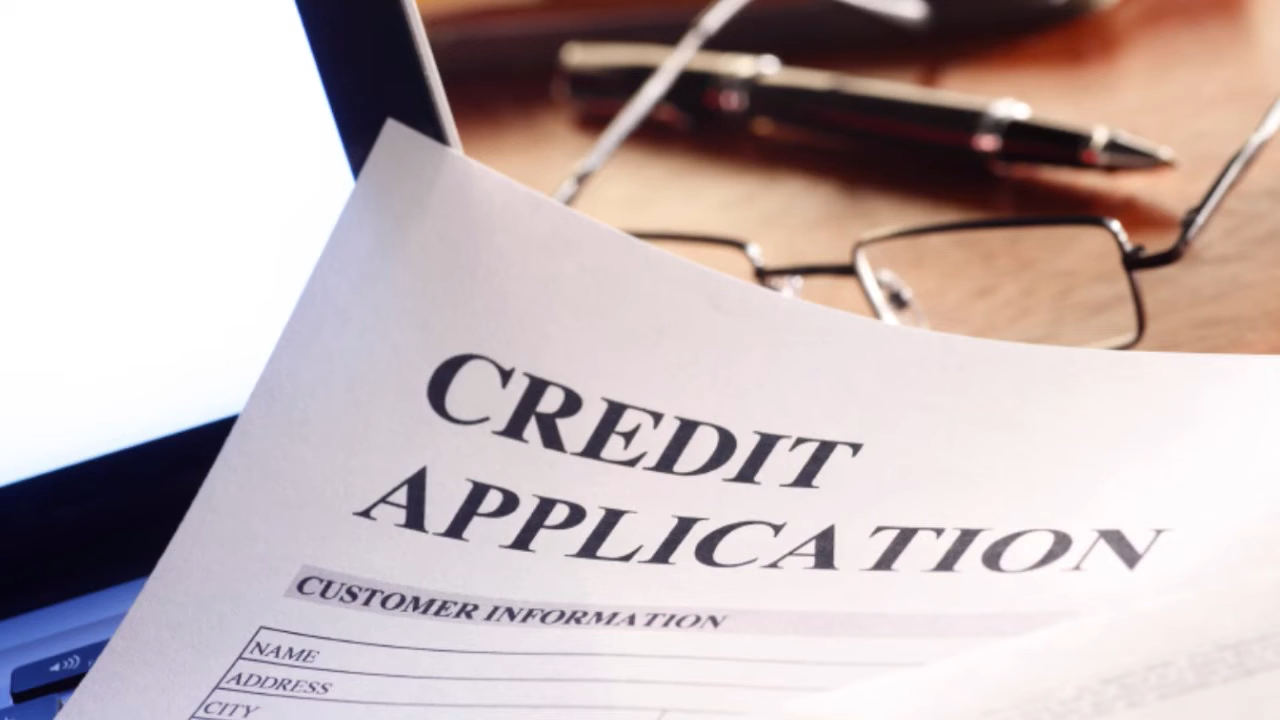 CREDIT
APPLICATION
CUSTOMER INFORMATION
NAME
ADDRESS
CITY